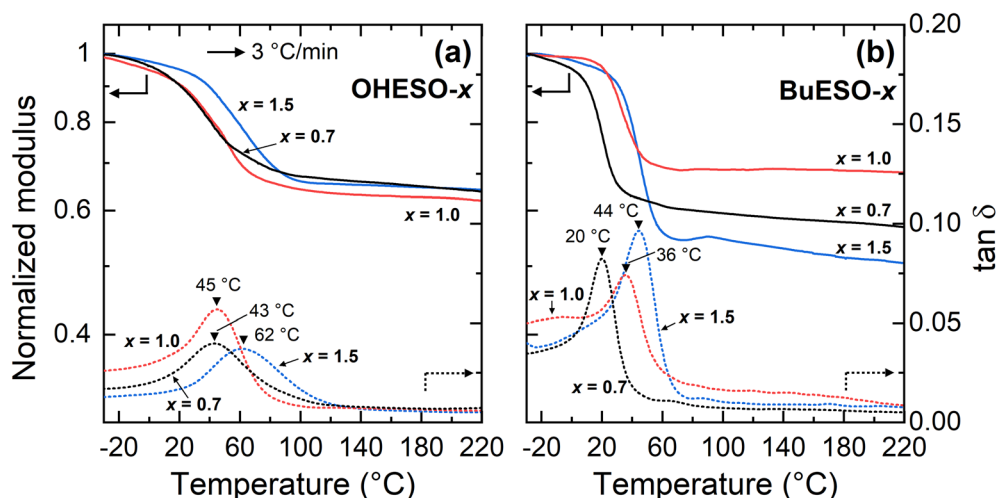 (a)
3 °C/min
OHESO-x
x = 1.5
x = 0.7
x = 1.0
45 °C
43 °C
62 °C
x = 1.0
x = 1.5
x = 0.7
1
0.8
0.6
0.4
Normalized modulus
-20 20 60 100 140 180 220
Temperature (°C)
(b)
BuESO-x
x = 1.0
x = 0.7
x = 1.5
44 °C
20 °C
36 °C
x = 1.0
x = 1.5
x = 0.7
0.20
0.15
0.10
0.05
0.00
tan δ
-20 20 60 100 140 180 220
Temperature (°C)